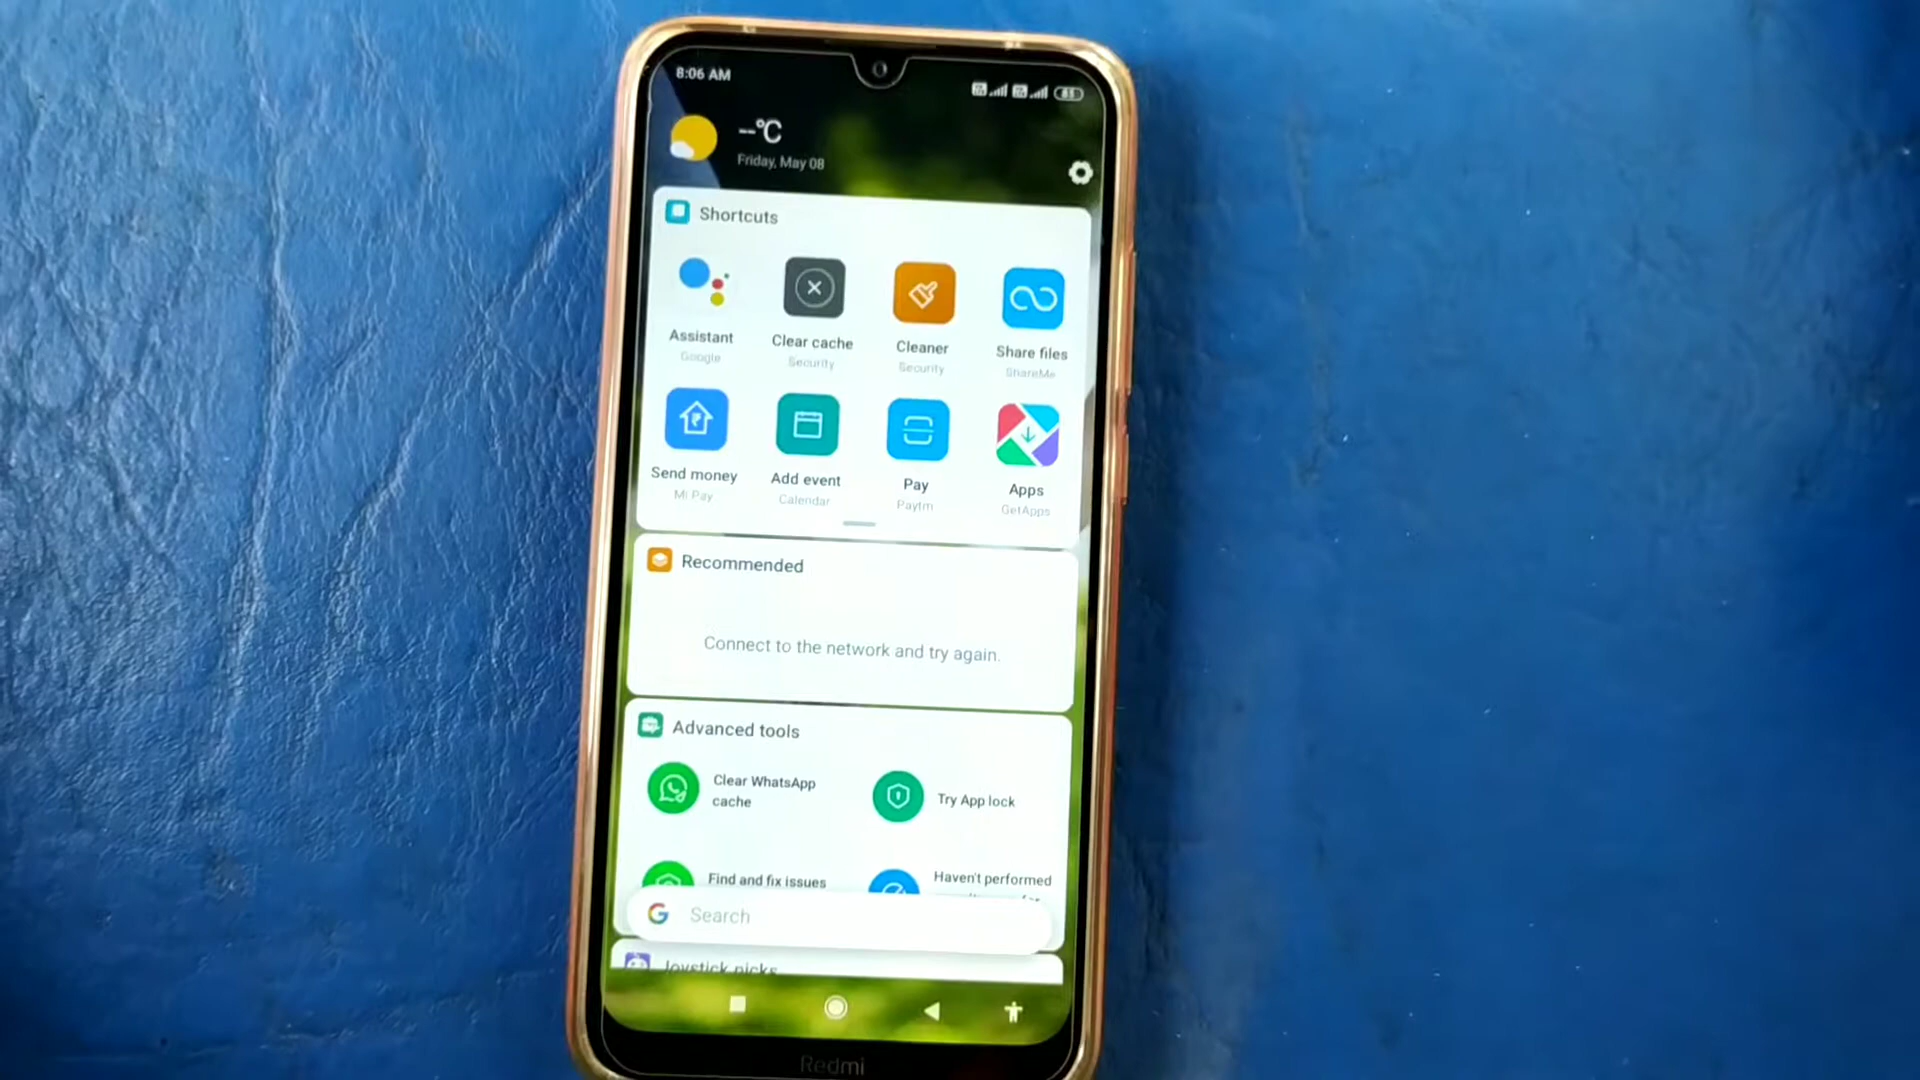 8:06 AM
--°C
Friday, May 08
Shortcuts
Assistant Clear cache Cleaner Share files
Google Security Security ShareMe
Send money Add event Pay Apps
Mi Pay Calendar Paytm GetApps
Recommended
Connect to the network and try again.
Advanced tools
Clear WhatsApp
cache
Try App lock
Find and fix issues
Haven't performed
Search
Joystick picks
Redmi